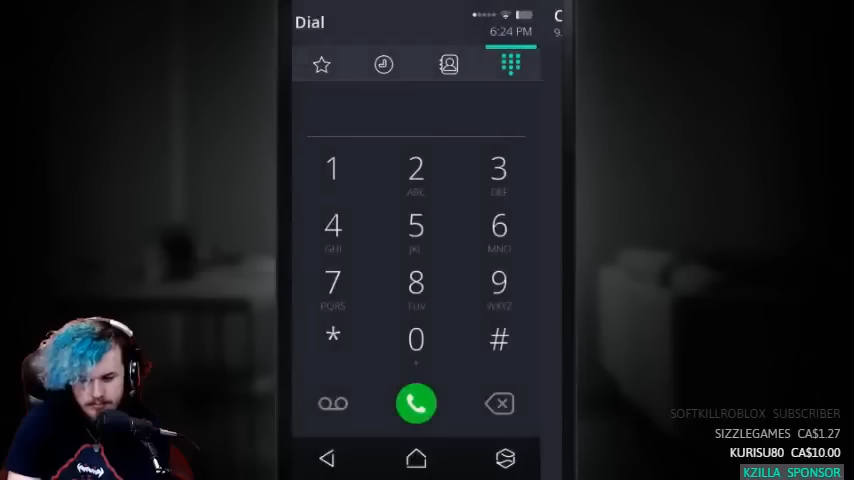 Dial
6:24 PM
C
9.
1 2 3
ABC DEF
4 5 6
GHI JKL MNO
7 8 9
PQRS TUV WXYZ
* 0 #
+
SOFTKILLROBLOX SUBSCRIBER
SIZZLEGAMES CA$1.27
KURISU80 CA$10.00
KZILLA SPONSOR